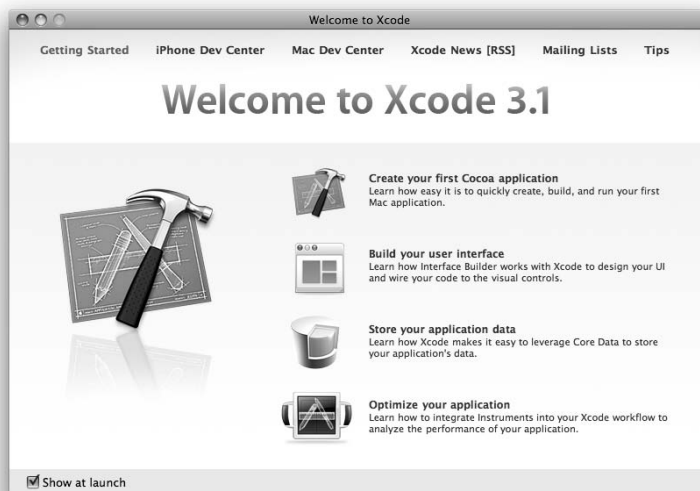 Welcome to Xcode
Getting Started iPhone Dev Center Mac Dev Center Xcode News [RSS] Mailing Lists Tips
Welcome to Xcode 3.1
Create your first Cocoa application
Learn how easy it is to quickly create, build, and run your first
Mac application.
Build your user interface
Learn how Interface Builder works with Xcode to design your UI
and wire your code to the visual controls.
Store your application data
Learn how Xcode makes it easy to leverage Core Data to store
your application's data.
Optimize your application
Learn how to integrate Instruments into your Xcode workflow to
analyze the performance of your application.
Show at launch